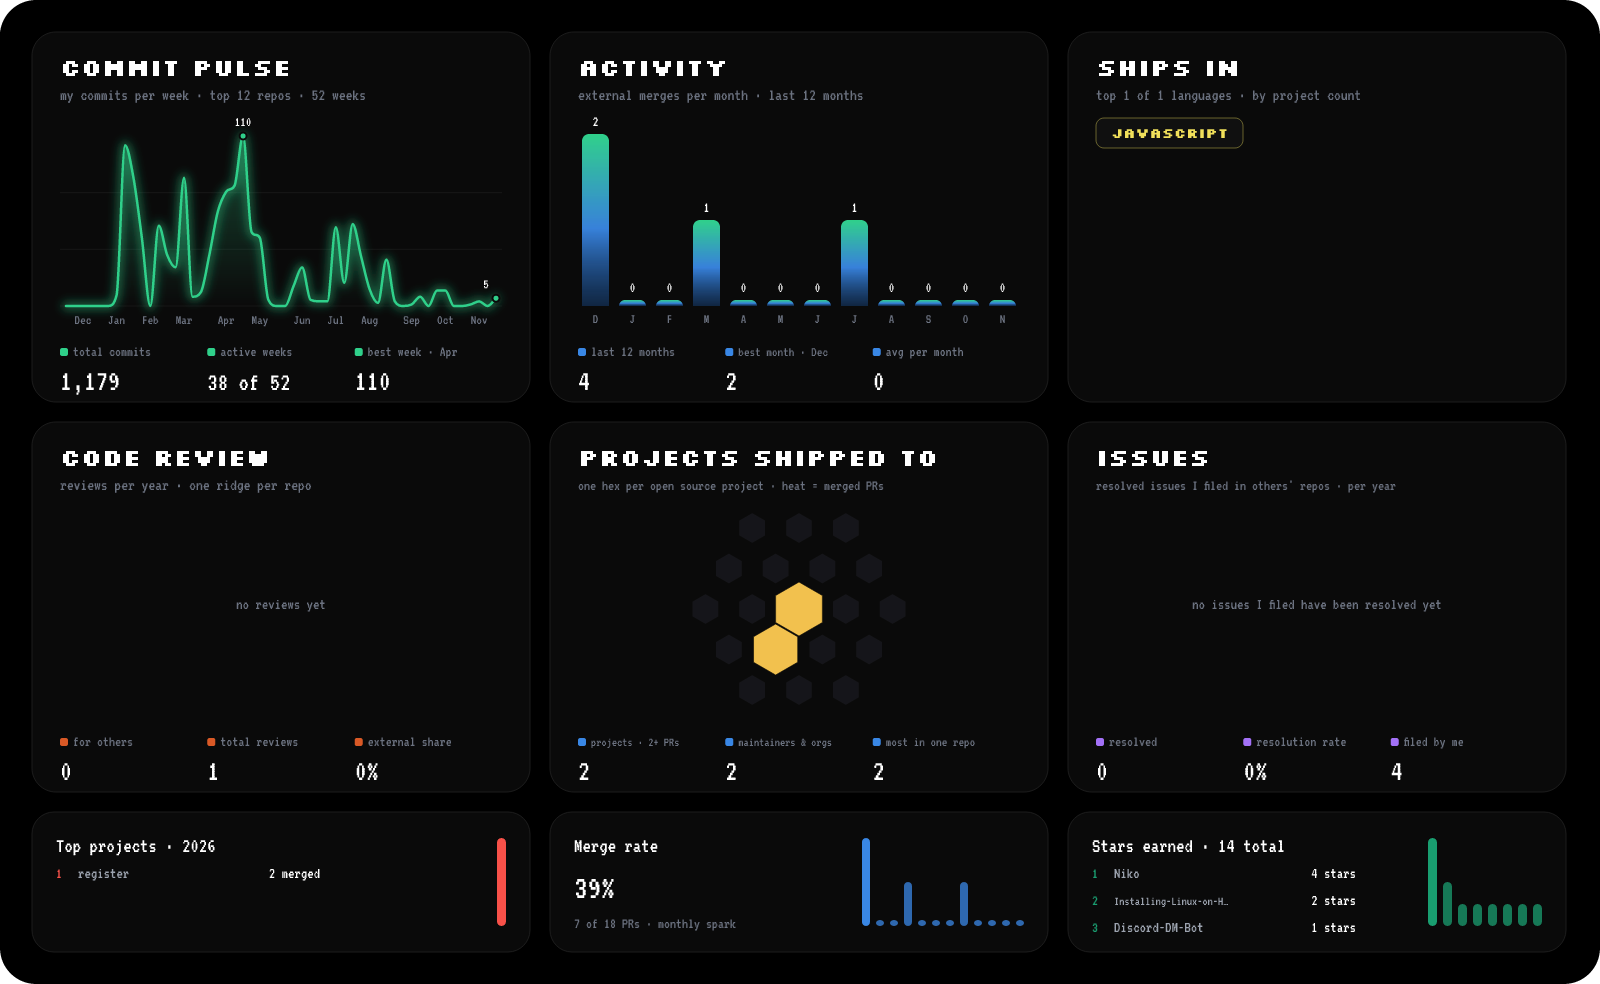 COMMIT PULSE
my commits per week · top 12 repos · 52 weeks
110
5
Dec Jan Feb Mar Apr May Jun Jul Aug Sep Oct Nov
total commits active weeks best week · Apr
1,179 38 of 52 110
ACTIVITY
external merges per month · last 12 months
2
1 1
0 0 0 0 0 0 0 0 0
D J F M A M J J A S O N
last 12 months best month · Dec avg per month
4 2 0
SHIPS IN
top 1 of 1 languages · by project count
JAVASCRIPT
CODE REVIEW
reviews per year · one ridge per repo
no reviews yet
for others total reviews external share
0 1 0%
PROJECTS SHIPPED TO
one hex per open source project · heat = merged PRs
projects · 2+ PRs maintainers & orgs most in one repo
2 2 2
ISSUES
resolved issues I filed in others' repos · per year
no issues I filed have been resolved yet
resolved resolution rate filed by me
0 0% 4
Top projects · 2026
1 register 2 merged
Merge rate
39%
7 of 18 PRs · monthly spark
Stars earned · 14 total
1 Niko 4 stars
2 Installing-Linux-on-H… 2 stars
3 Discord-DM-Bot 1 stars